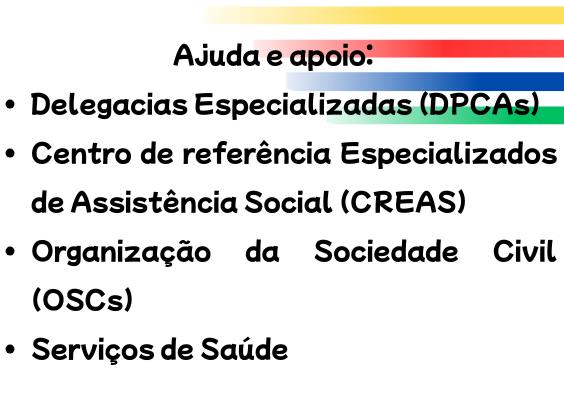 Ajuda e apoio:
• Delegacias Especializadas (DPCAs)
• Centro de referência Especializados
de Assistência Social (CREAS)
• Organização da Sociedade Civil
(OSCs)
• Serviços de Saúde